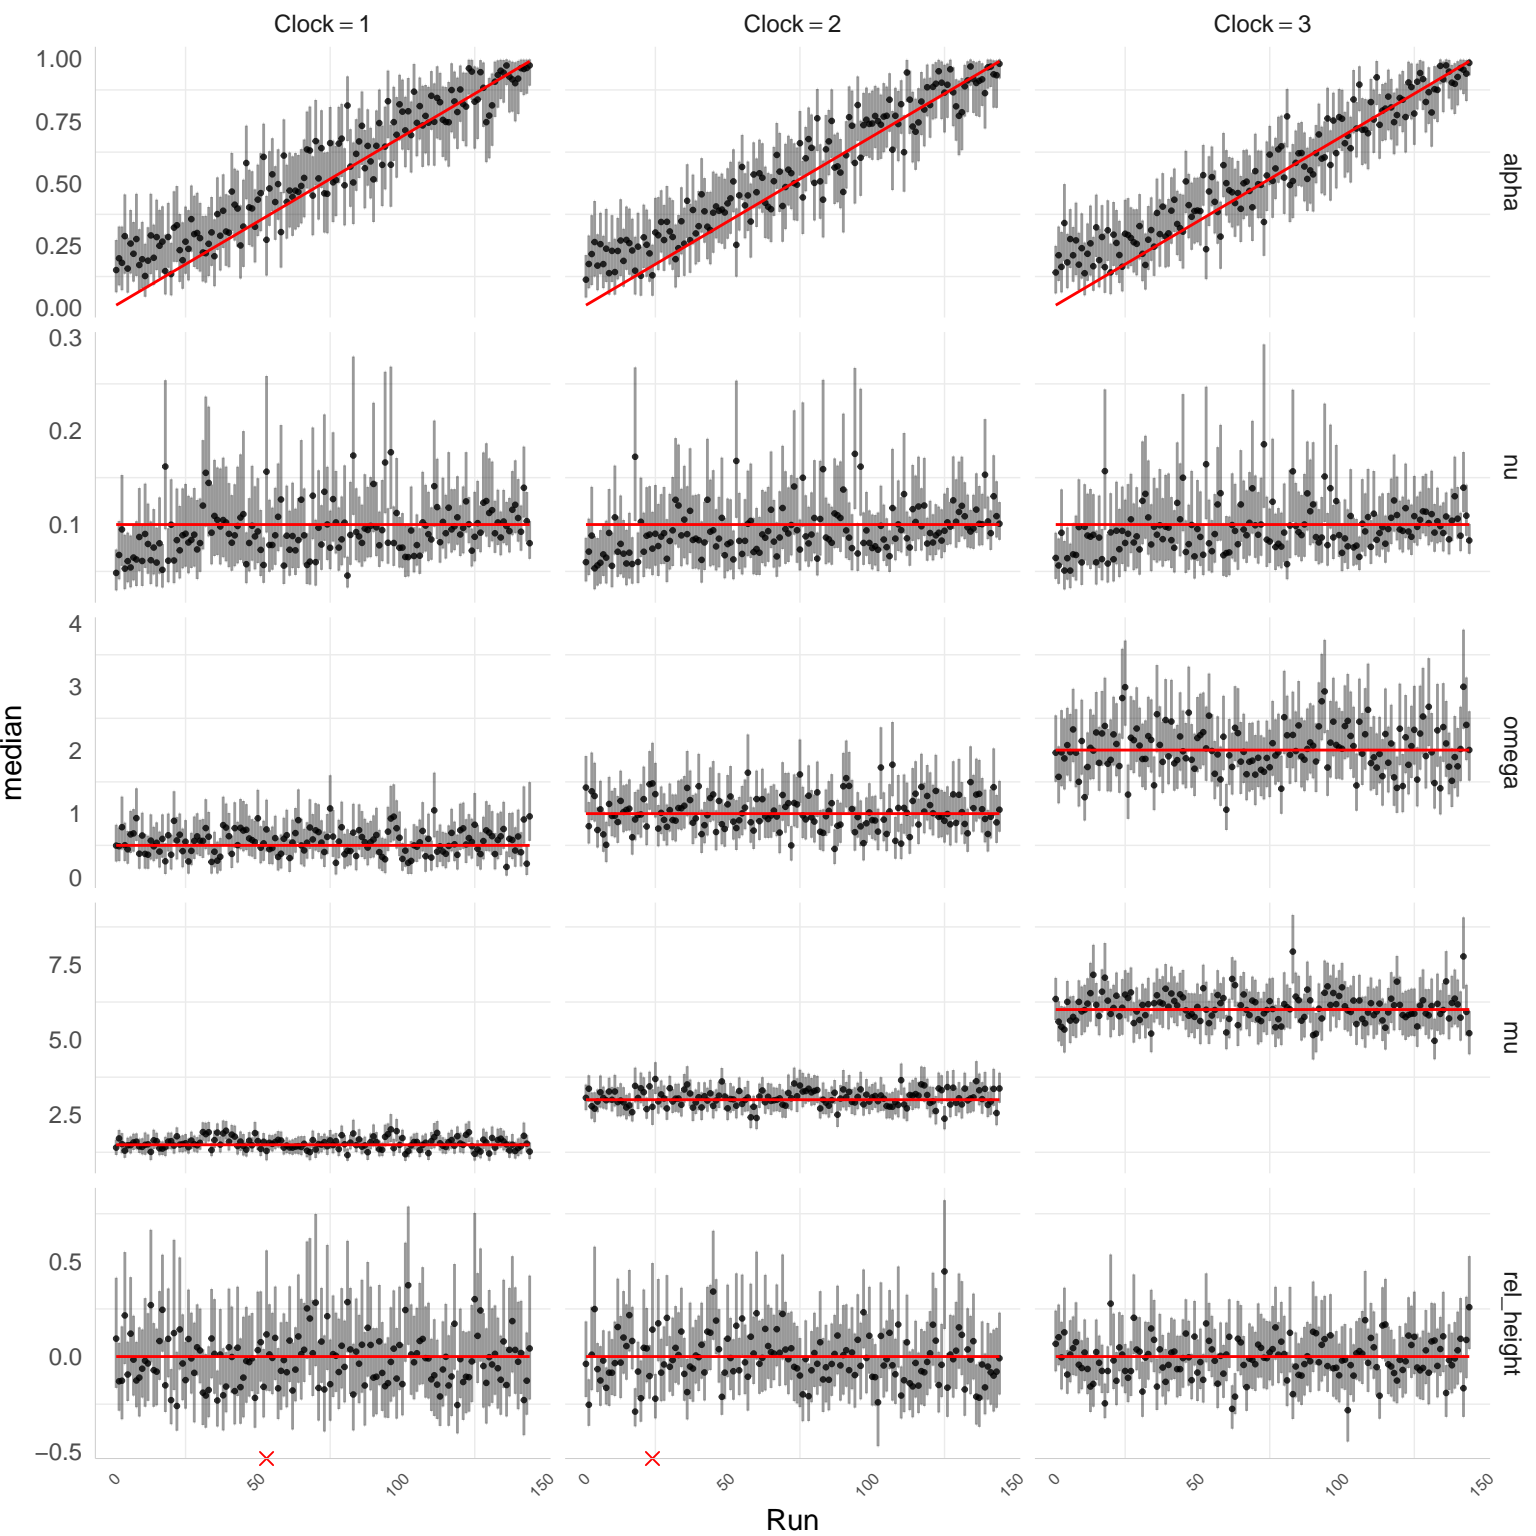 Clock = 1 Clock = 2 Clock = 3
1.00
0.75
0.50
0.25
0.00
alpha
0.3
0.2
0.1
nu
4
3
2
1
0
omega
median
7.5
5.0
2.5
mu
0.5
0.0
−0.5
rel_height
0 50 100 150 0 50 100 150 0 50 100 150
Run